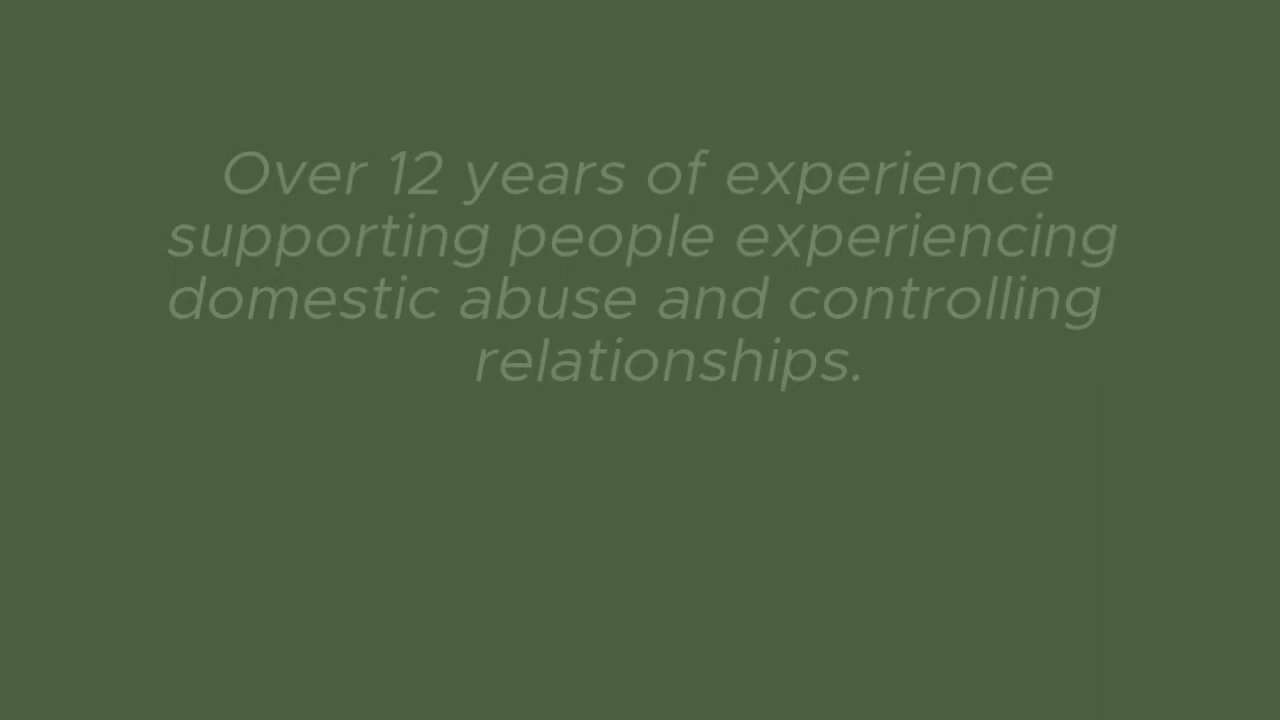 Over 12 years of experience
supporting people experiencing
domestic abuse and controlling
relationships.